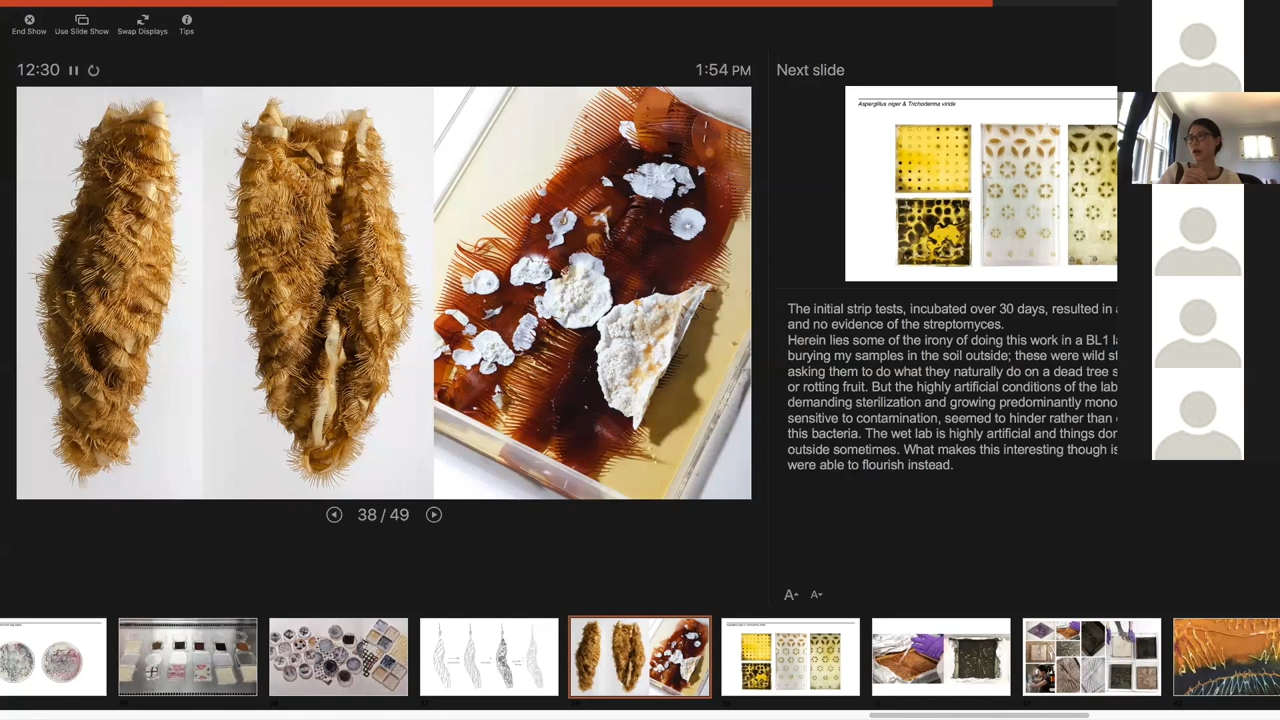 End Show
Use Slide Show
Swap Displays
Tips
12:30
1:54 PM
Next slide
Aspergillus niger & Trichoderma viride
The initial strip tests, incubated over 30 days, resulted in
and no evidence of the streptomyces.
Herein lies some of the irony of doing this work in a BL1
burying my samples in the soil outside; these were wild
asking them to do what they naturally do on a dead tree
or rotting fruit. But the highly artificial conditions of the lab
demanding sterilization and growing predominantly mono
sensitive to contamination, seemed to hinder rather than
this bacteria. The wet lab is highly artificial and things
outside sometimes. What makes this interesting though is
were able to flourish instead.
38 / 49
A
A